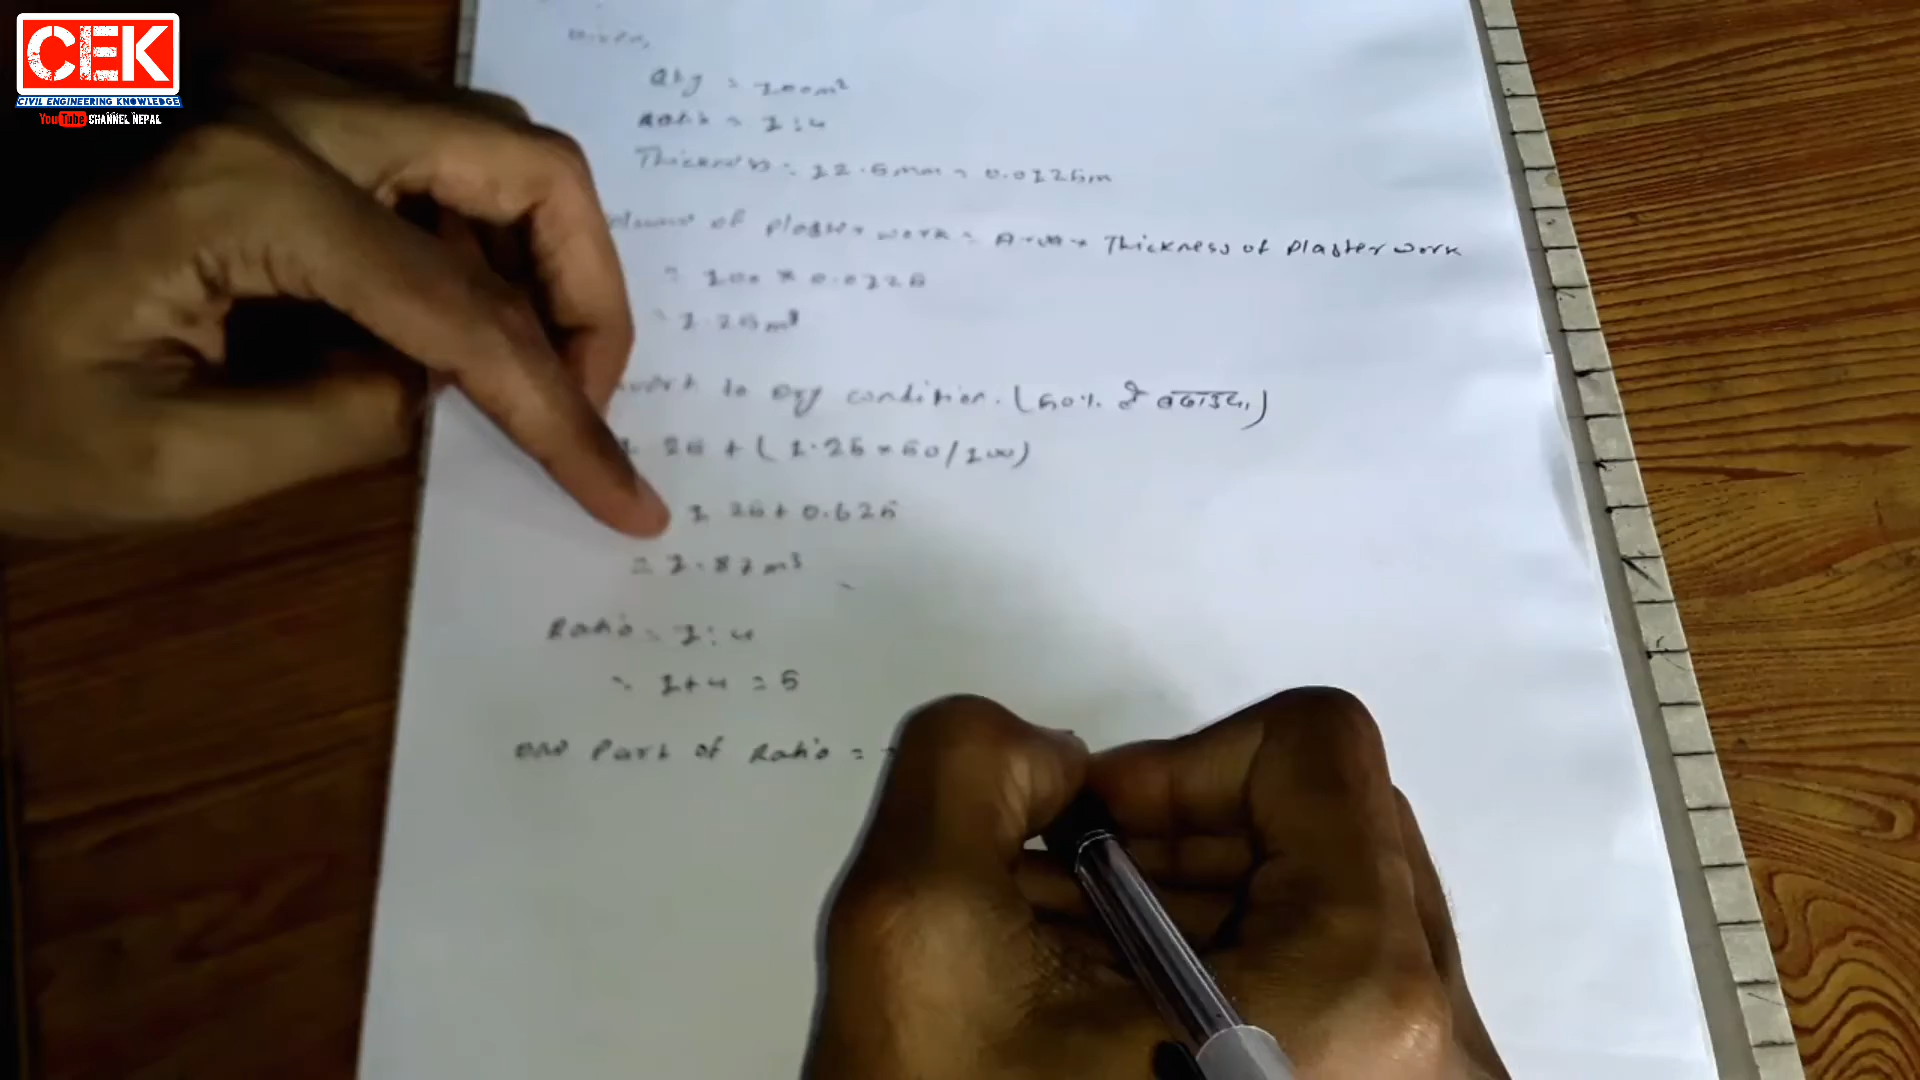 CEK
CIVIL ENGINEERING KNOWLEDGE
YouTube CHANNEL NEPAL
Given,
Qty = 100m²
Ratio = 1:4
Thickness = 12.5mm = 0.0125m
of plaster work = Area × Thickness of plaster work
= 100 × 0.0125
= 1.25m³
to Dry condition. (50% ले बढाउदा)
1.25 + (1.25 × 50/100)
1.25 + 0.625
= 1.87m³
Ratio = 1:4
= 1+4 = 5
One Part of Ratio =